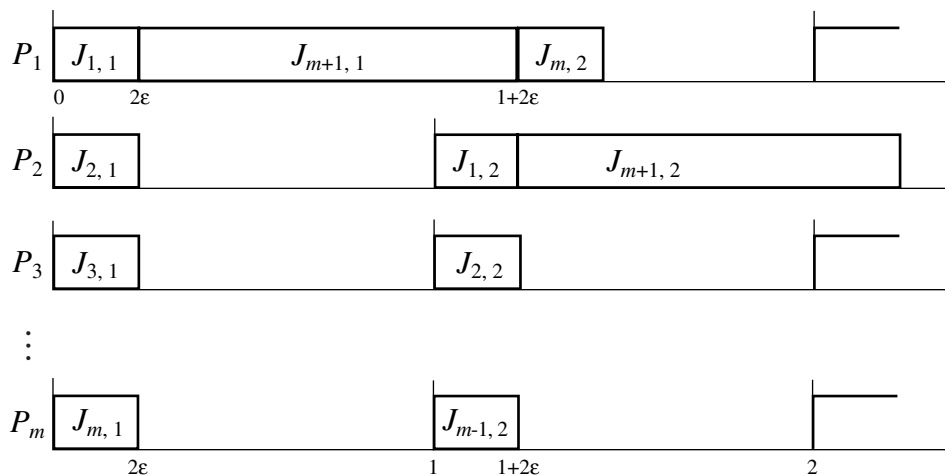 P₁ J₁, ₁ Jₘ₊₁, ₁ Jₘ, ₂
0 2ε 1+2ε
P₂ J₂, ₁ J₁, ₂ Jₘ₊₁, ₂
P₃ J₃, ₁ J₂, ₂
⋮
Pₘ Jₘ, ₁ Jₘ₋₁, ₂
2ε 1 1+2ε 2